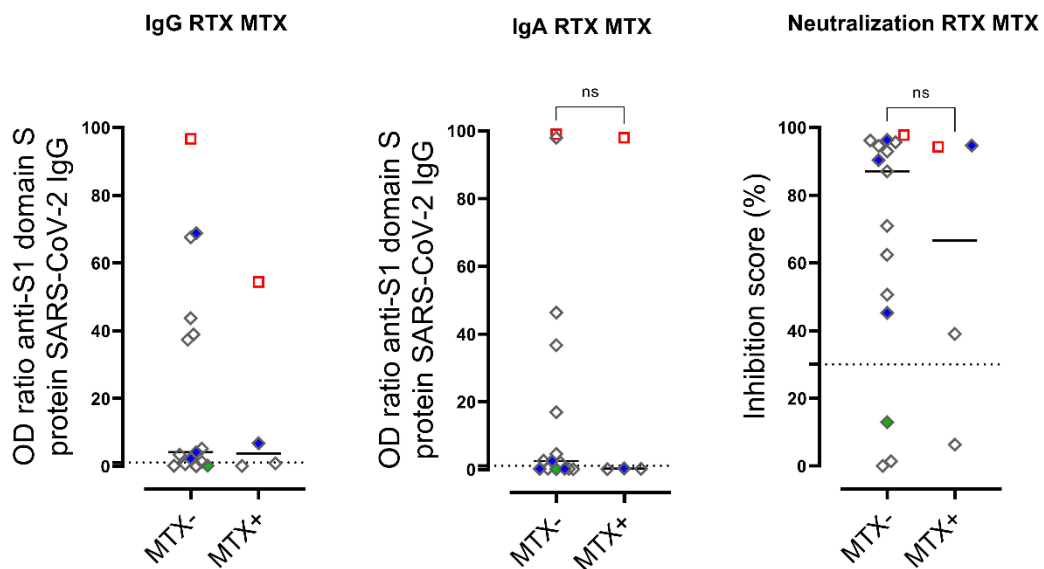 IgG RTX MTX
OD ratio anti-S1 domain S
protein SARS-CoV-2 IgG
100
80
60
40
20
0
MTX-
MTX+
IgA RTX MTX
ns
OD ratio anti-S1 domain S
protein SARS-CoV-2 IgG
100
80
60
40
20
0
MTX-
MTX+
Neutralization RTX MTX
ns
Inhibition score (%)
100
80
60
40
20
0
MTX-
MTX+